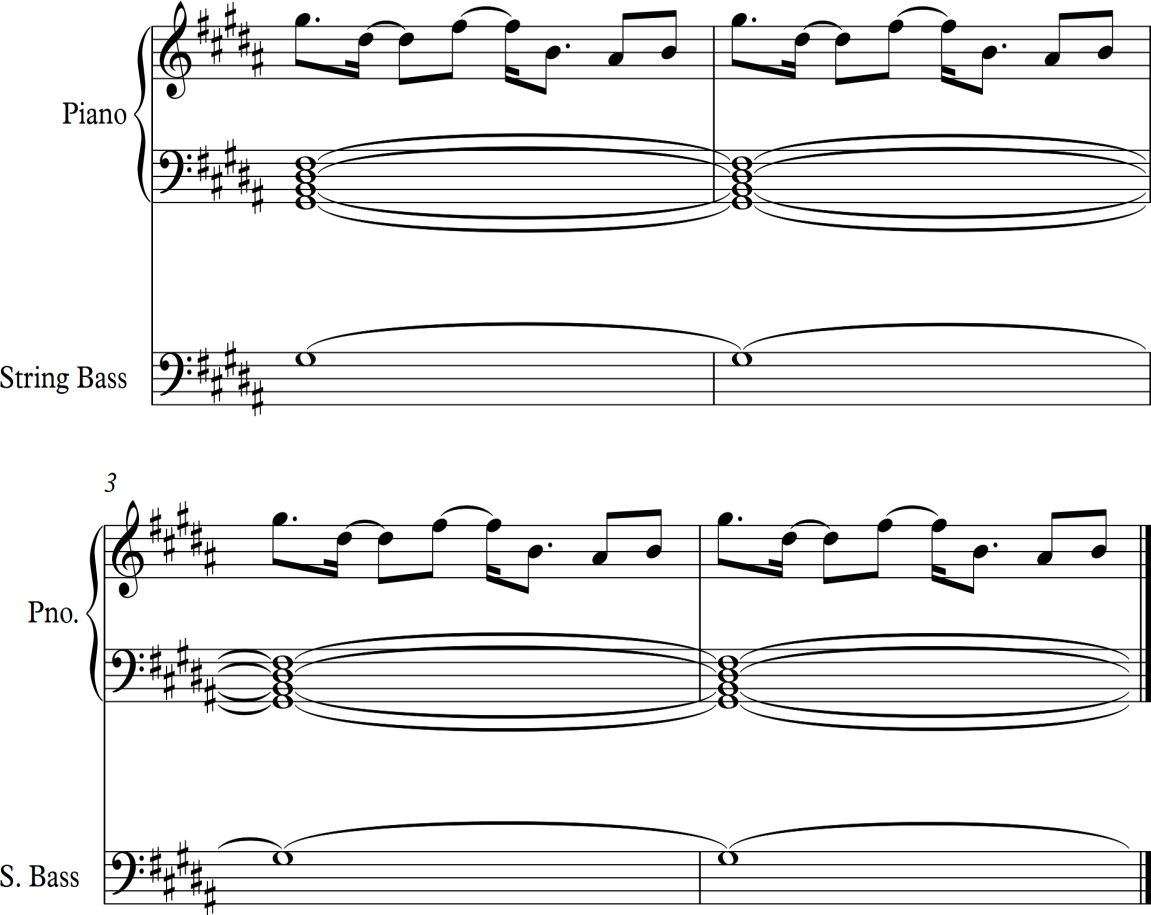 Piano
String Bass
3
Pno.
S. Bass